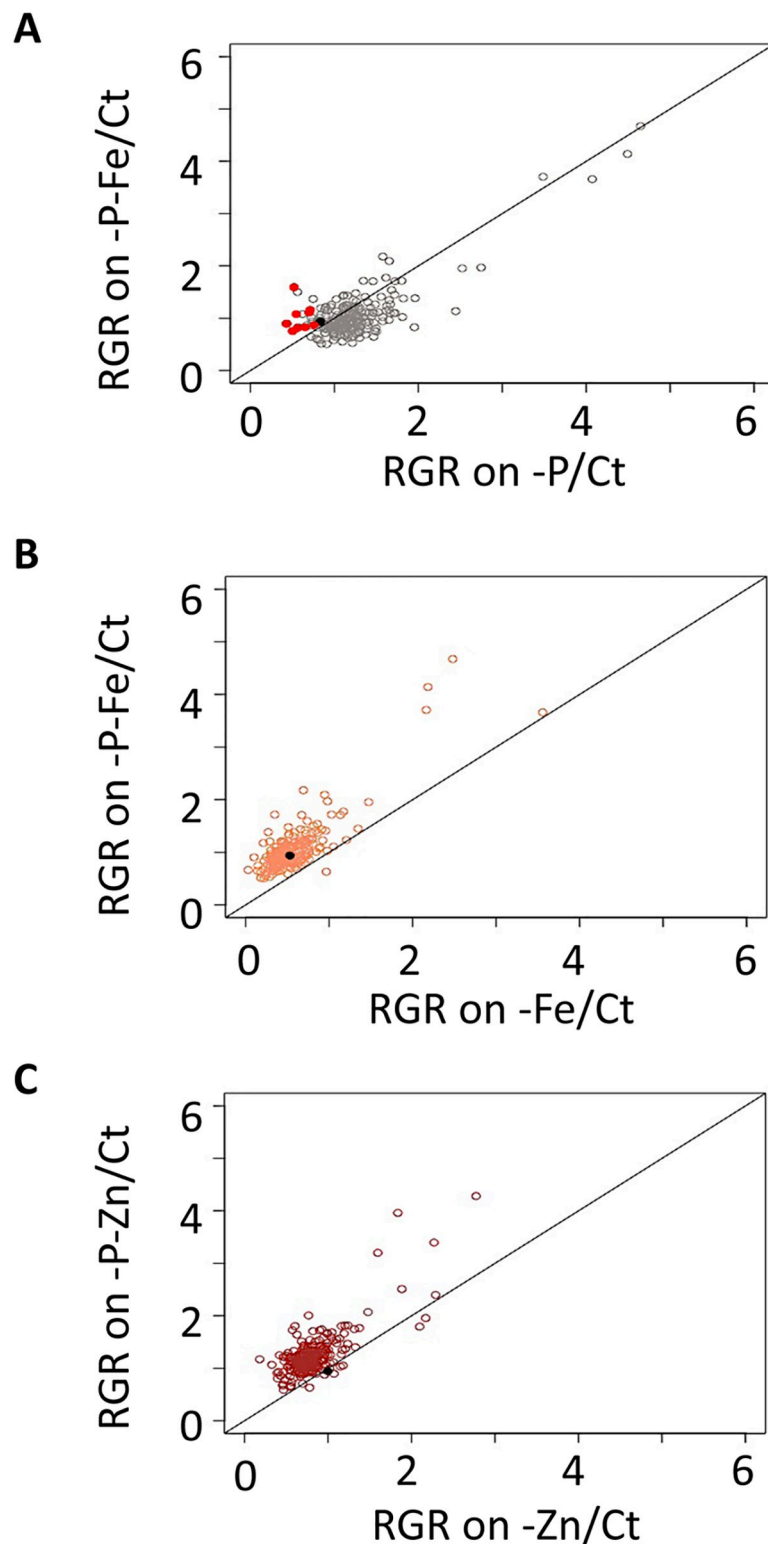 A
RGR on -P-Fe/Ct
6
4
2
0
0 2 4 6
RGR on -P/Ct
B
RGR on -P-Fe/Ct
6
4
2
0
0 2 4 6
RGR on -Fe/Ct
C
RGR on -P-Zn/Ct
6
4
2
0
0 2 4 6
RGR on -Zn/Ct